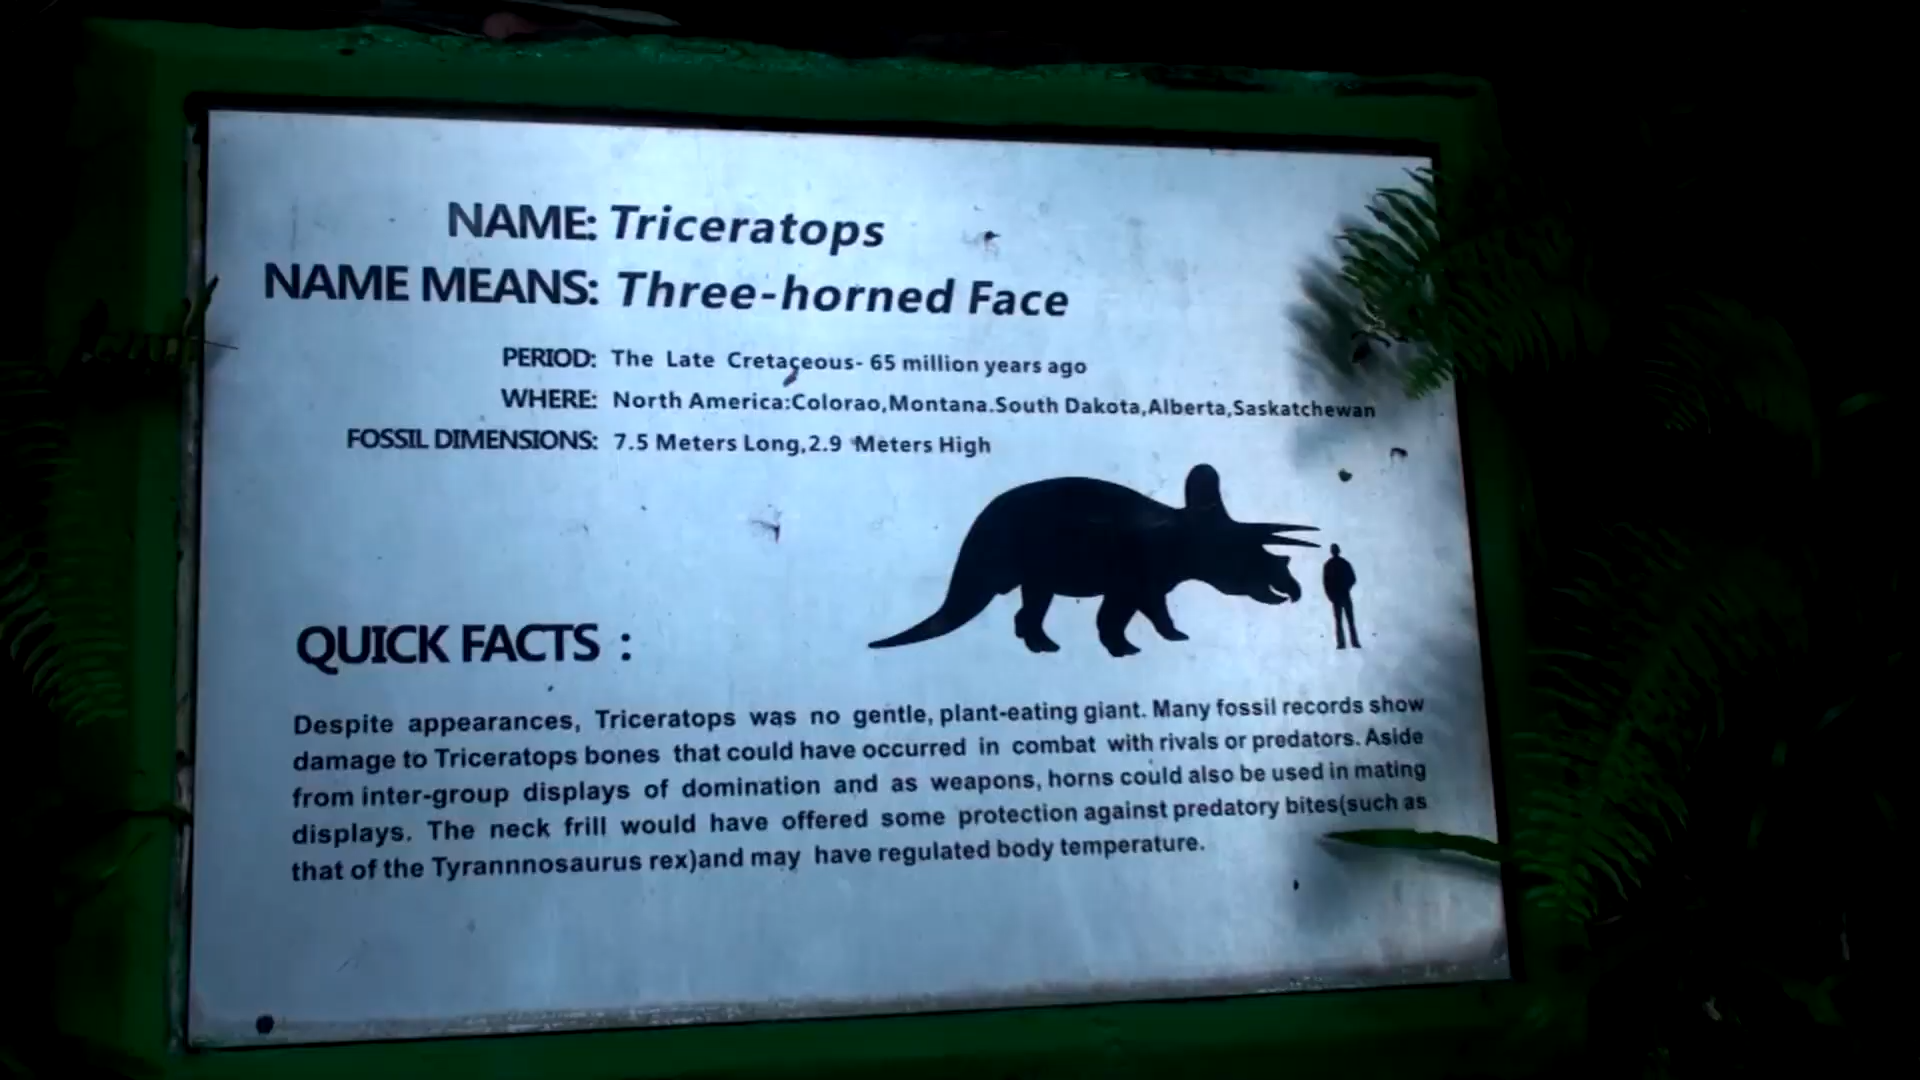 NAME: Triceratops
NAME MEANS: Three-horned Face
PERIOD: The Late Cretaceous- 65 million years ago
WHERE: North America:Colorao,Montana.South Dakota,Alberta,Saskatchewan
FOSSIL DIMENSIONS: 7.5 Meters Long,2.9 Meters High
QUICK FACTS :
Despite appearances, Triceratops was no gentle, plant-eating giant. Many fossil records show
damage to Triceratops bones that could have occurred in combat with rivals or predators. Aside
from inter-group displays of domination and as weapons, horns could also be used in mating
displays. The neck frill would have offered some protection against predatory bites(such as
that of the Tyrannnosaurus rex)and may have regulated body temperature.